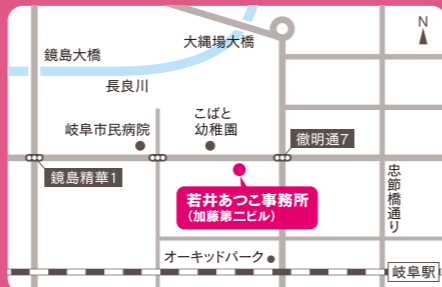 N
大縄場大橋
鏡島大橋
長良川
こばと
幼稚園
岐阜市民病院
徹明通7
鏡島精華1
若井あつこ事務所
(加藤第二ビル)
忠節橋通り
オーキッドパーク
岐阜駅